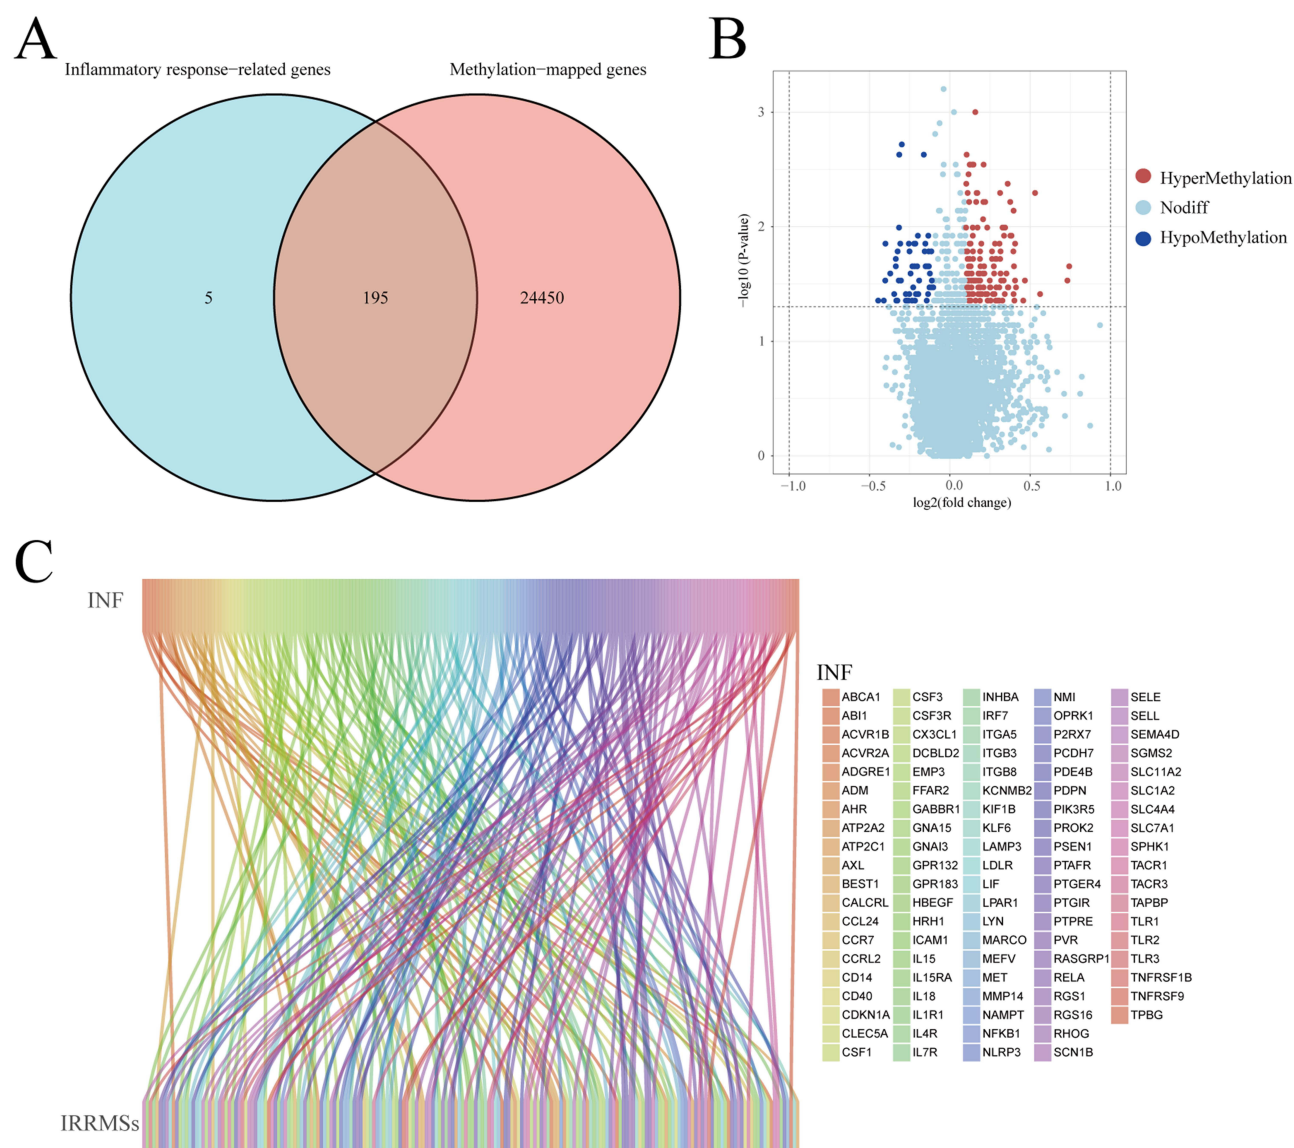 A
Inflammatory response−related genes
Methylation−mapped genes
5
195
24450
B
−log10 (P-value)
3
2
1
0
−1.0
−0.5
0.0
0.5
1.0
log2(fold change)
HyperMethylation
Nodiff
HypoMethylation
C
INF
IRRMSs
INF
ABCA1
ABI1
ACVR1B
ACVR2A
ADGRE1
ADM
AHR
ATP2A2
ATP2C1
AXL
BEST1
CALCRL
CCL24
CCR7
CCRL2
CD14
CD40
CDKN1A
CLEC5A
CSF1
CSF3
CSF3R
CX3CL1
DCBLD2
EMP3
FFAR2
GABBR1
GNA15
GNAI3
GPR132
GPR183
HBEGF
HRH1
ICAM1
IL15
IL15RA
IL18
IL1R1
IL4R
IL7R
INHBA
IRF7
ITGA5
ITGB3
ITGB8
KCNMB2
KIF1B
KLF6
LAMP3
LDLR
LIF
LPAR1
LYN
MARCO
MEFV
MET
MMP14
NAMPT
NFKB1
NLRP3
NMI
OPRK1
P2RX7
PCDH7
PDE4B
PDPN
PIK3R5
PROK2
PSEN1
PTAFR
PTGER4
PTGIR
PTPRE
PVR
RASGRP1
RELA
RGS1
RGS16
RHOG
SCN1B
SELE
SELL
SEMA4D
SGMS2
SLC11A2
SLC1A2
SLC4A4
SLC7A1
SPHK1
TACR1
TACR3
TAPBP
TLR1
TLR2
TLR3
TNFRSF1B
TNFRSF9
TPBG